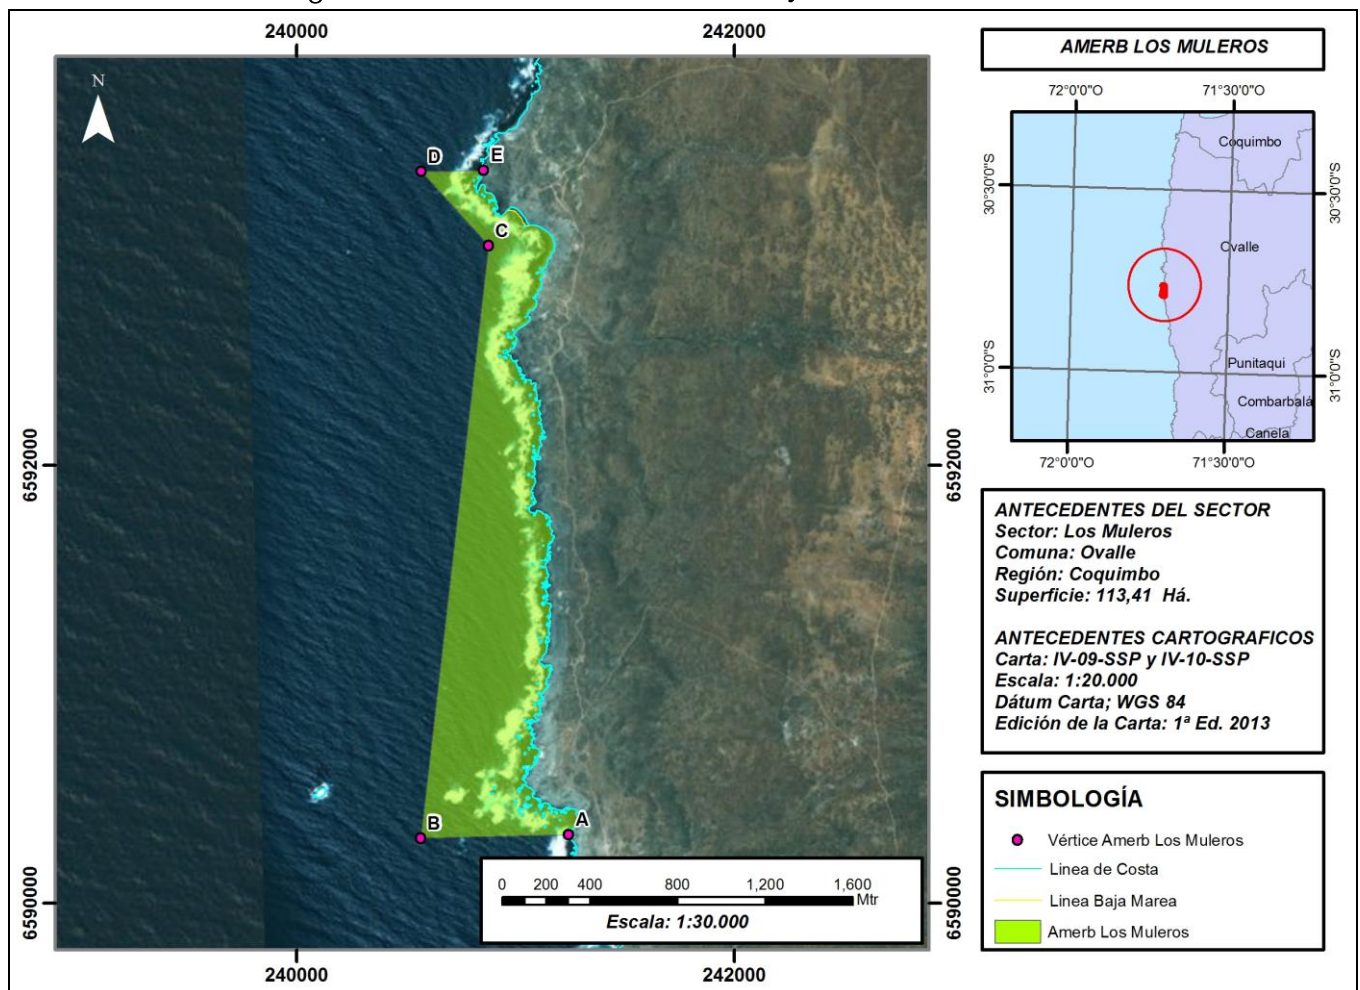 240000
242000
N
D
E
C
B
A
6592000
6592000
6590000
6590000
0 200 400 800 1,200 1,600
Mtr
Escala: 1:30.000
240000
242000
AMERB LOS MULEROS
72°0'0"O
71°30'0"O
30°30'0"S
30°30'0"S
Coquimbo
Ovalle
Punitaqui
Combarbalá
Canela
31°0'0"S
31°0'0"S
72°0'0"O
71°30'0"O
ANTECEDENTES DEL SECTOR
Sector: Los Muleros
Comuna: Ovalle
Región: Coquimbo
Superficie: 113,41 Há.
ANTECEDENTES CARTOGRAFICOS
Carta: IV-09-SSP y IV-10-SSP
Escala: 1:20.000
Dátum Carta; WGS 84
Edición de la Carta: 1ª Ed. 2013
SIMBOLOGÍA
Vértice Amerb Los Muleros
Linea de Costa
Linea Baja Marea
Amerb Los Muleros